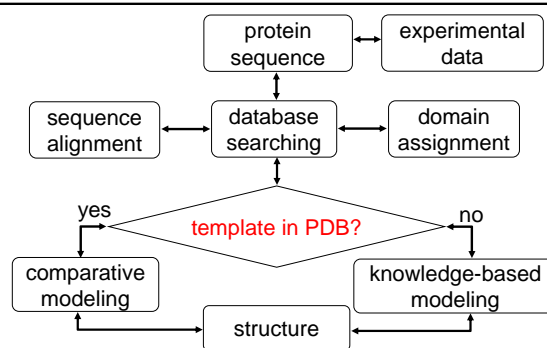 protein
sequence
experimental
data
sequence
alignment
database
searching
domain
assignment
yes
template in PDB?
no
comparative
modeling
knowledge-based
modeling
structure